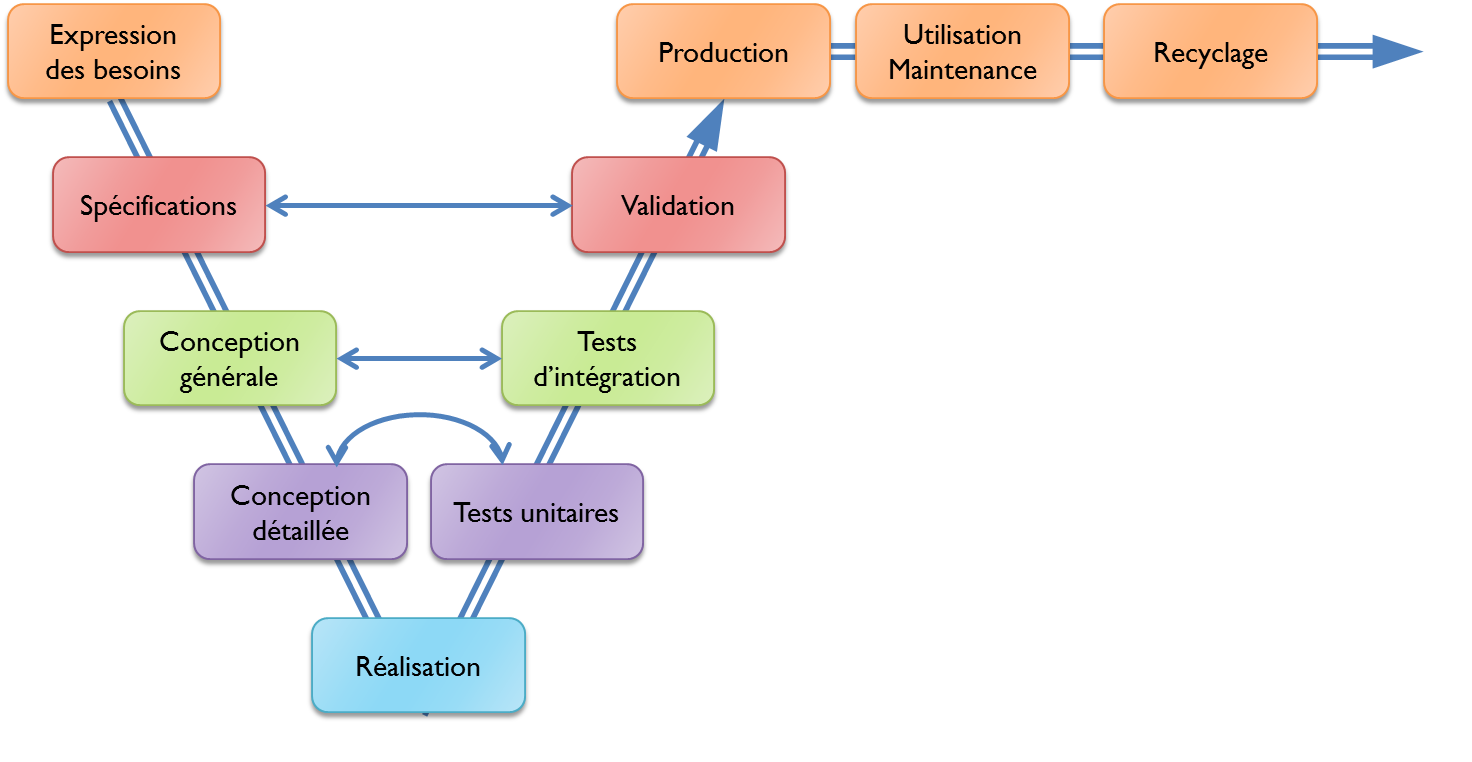 Expression
des besoins
Production
Utilisation
Maintenance
Recyclage
Spécifications
Validation
Conception
générale
Tests
d’intégration
Conception
détaillée
Tests unitaires
Réalisation